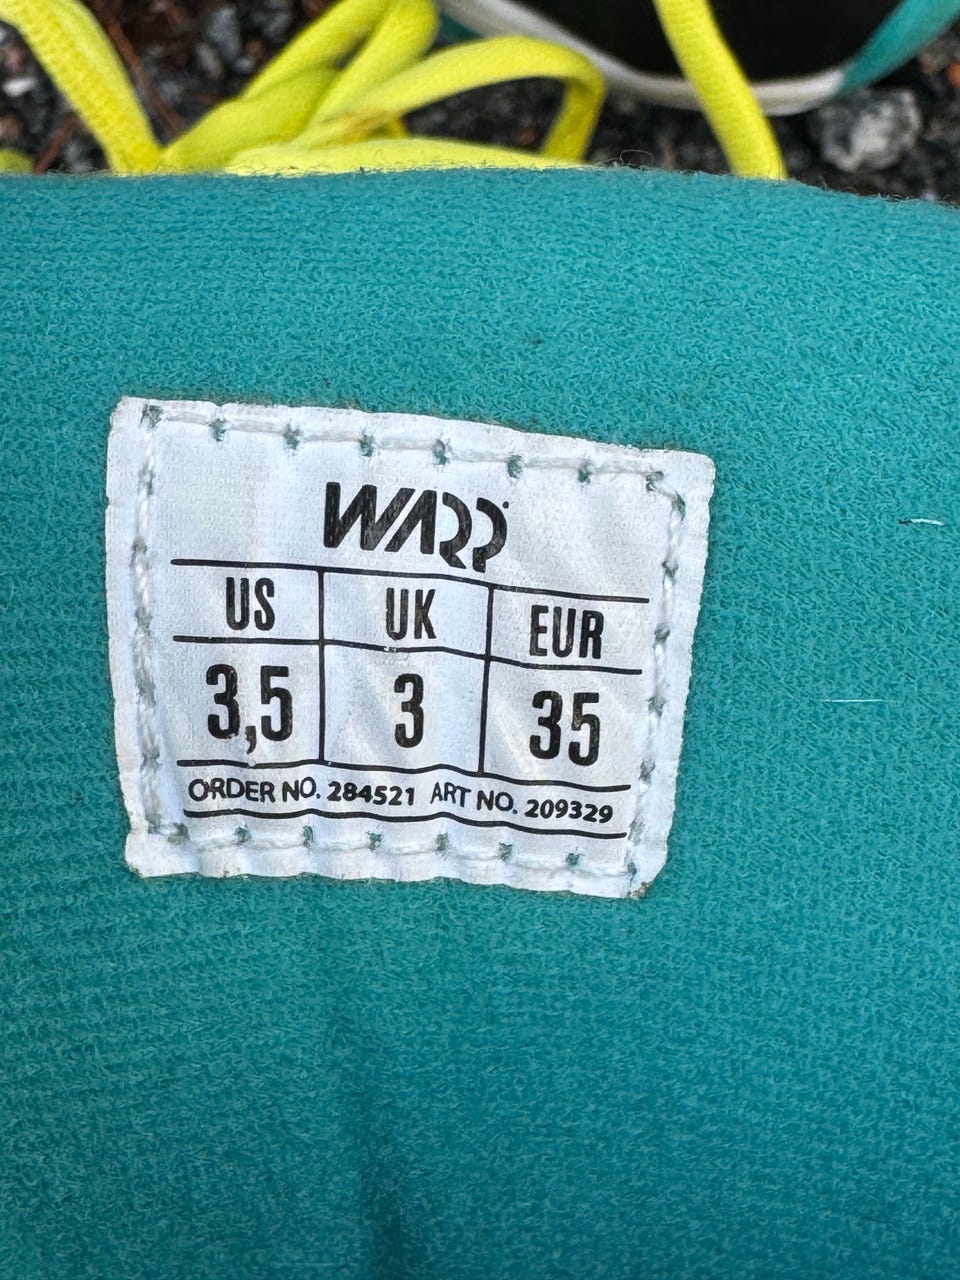 WARP
US UK EUR
3,5 3 35
ORDER NO. 284521 ART NO. 209329